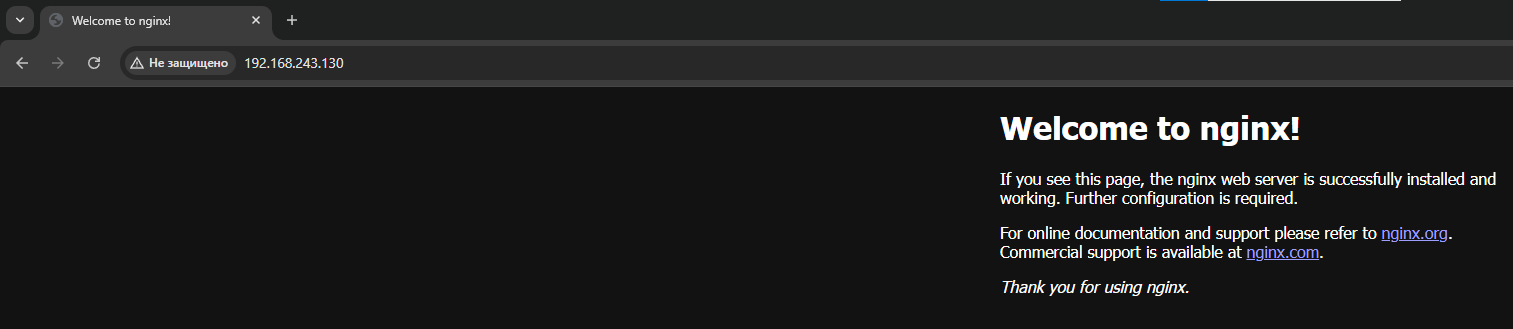 Welcome to nginx!
Не защищено 192.168.243.130
Welcome to nginx!
If you see this page, the nginx web server is successfully installed and
working. Further configuration is required.
For online documentation and support please refer to nginx.org.
Commercial support is available at nginx.com.
Thank you for using nginx.